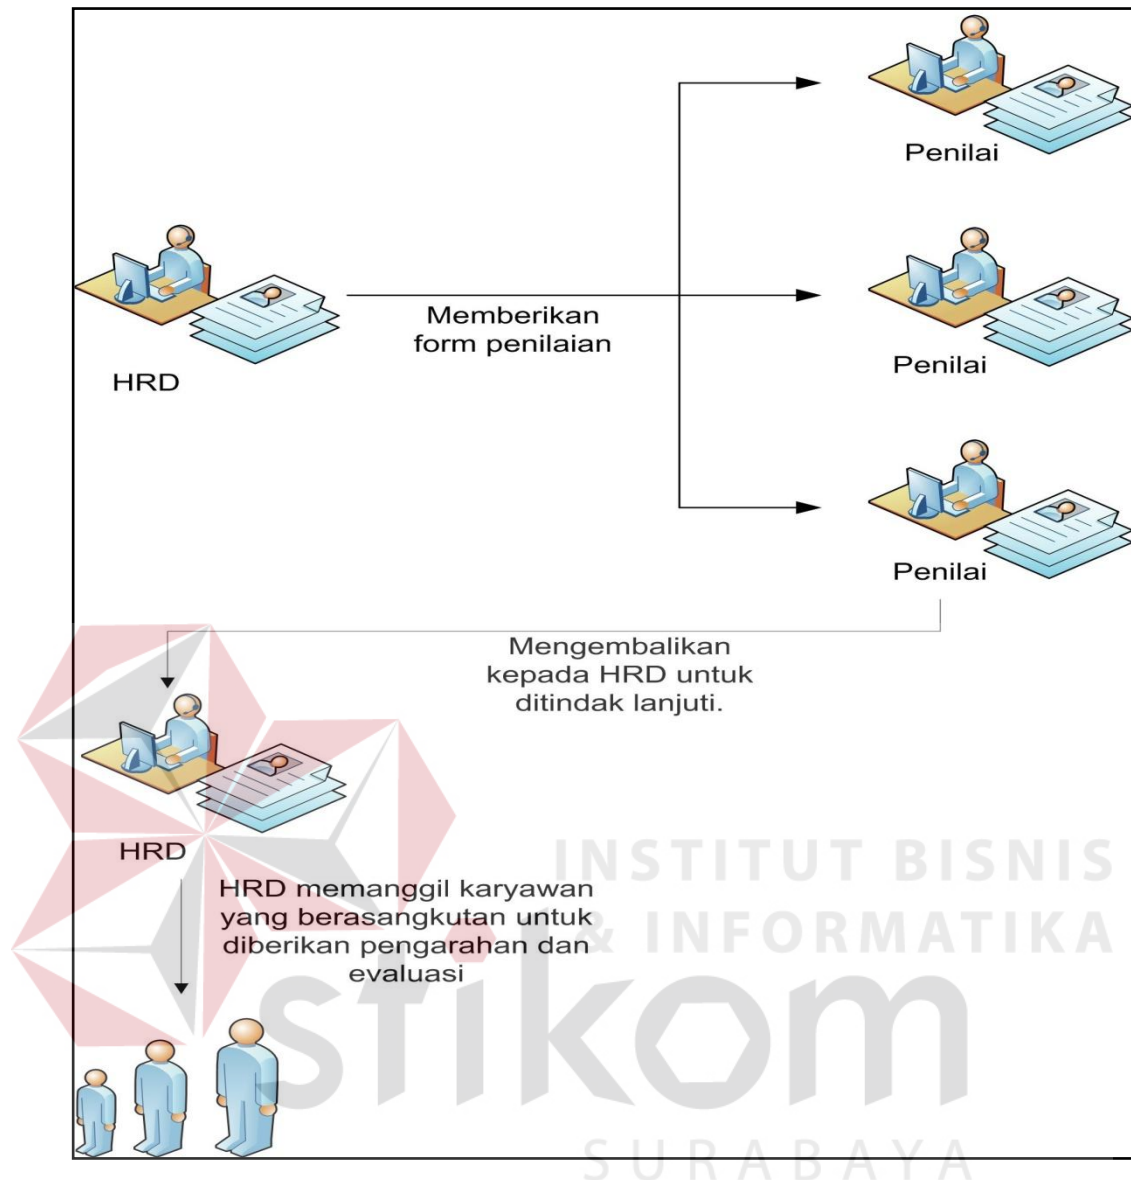 Penilai
Memberikan
form penilaian
HRD
Penilai
Penilai
Mengembalikan
kepada HRD untuk
ditindak lanjuti.
HRD
HRD memanggil karyawan
yang berasangkutan untuk
diberikan pengarahan dan
evaluasi
INSTITUT BISNIS
& INFORMATIKA
stikom
SURABAYA